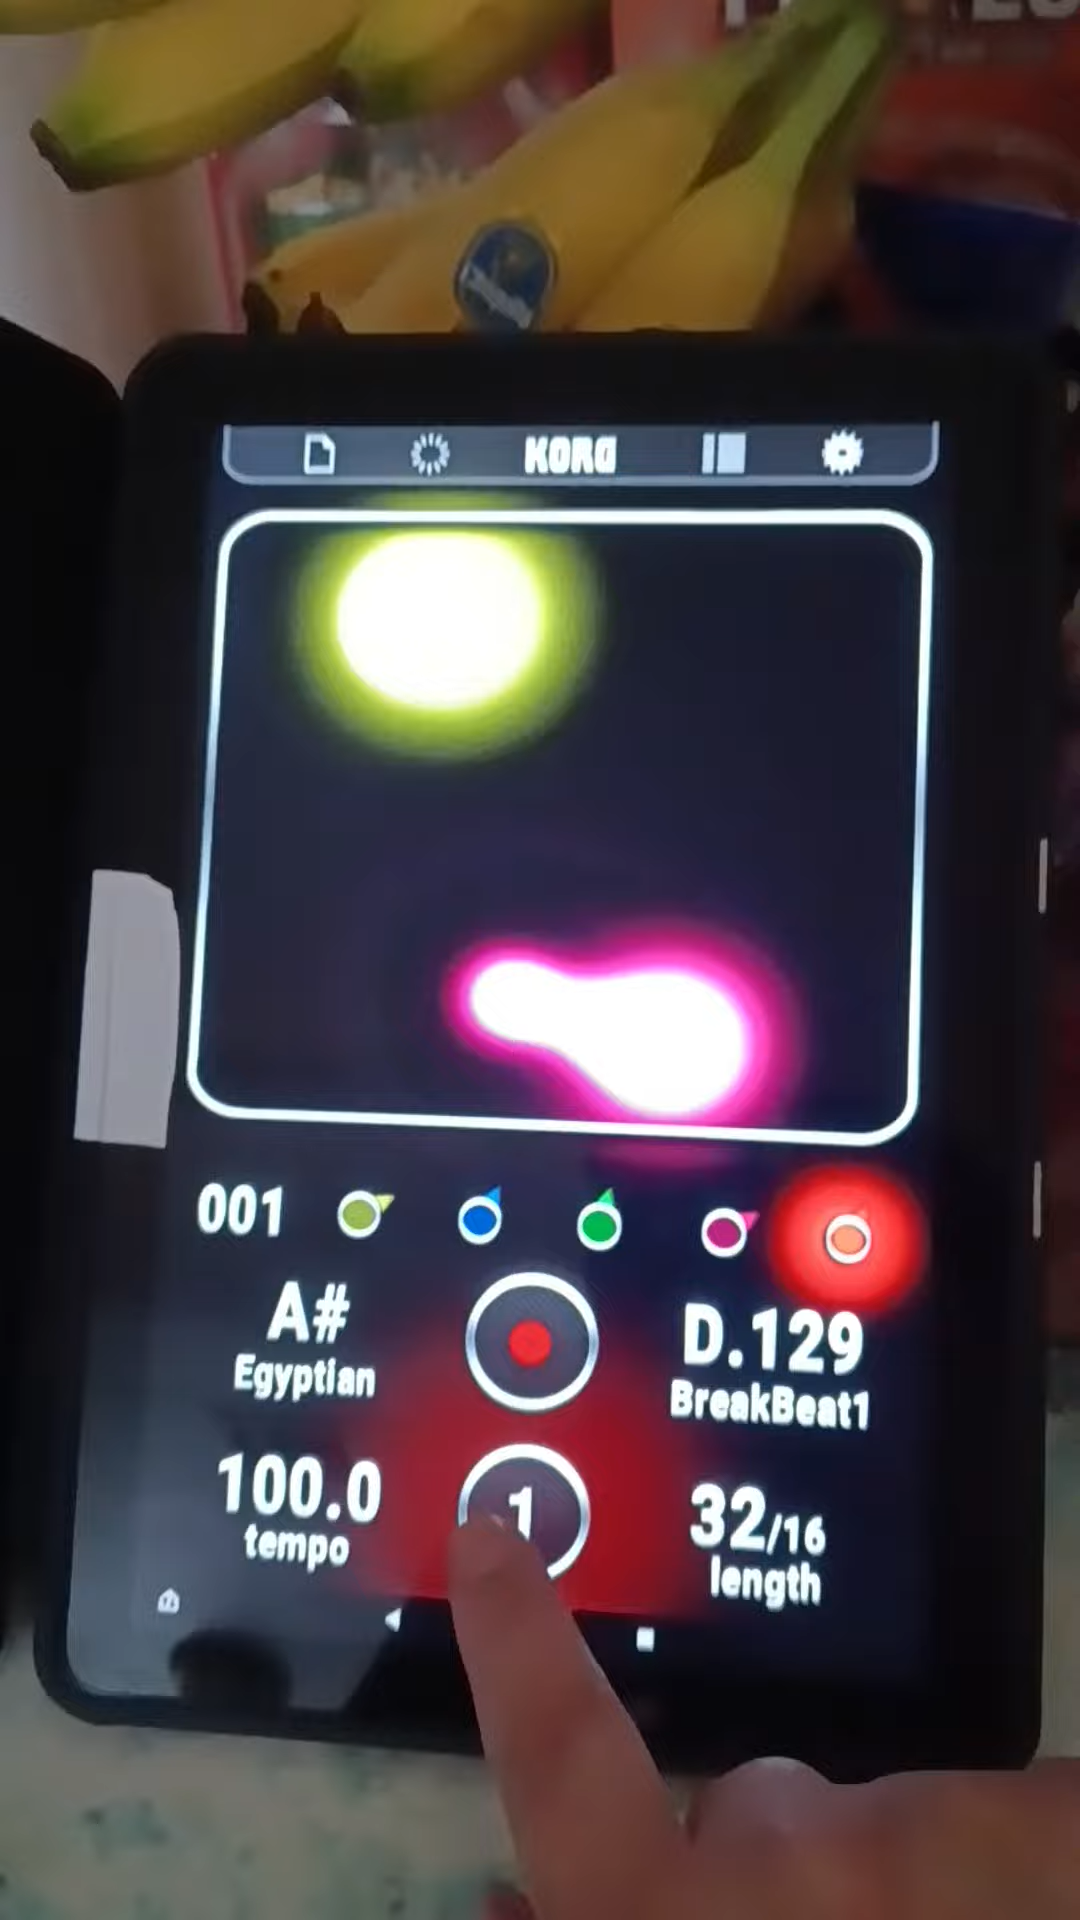 KORG
001
A#
Egyptian
D.129
BreakBeat1
100.0
tempo
1
32/16
length